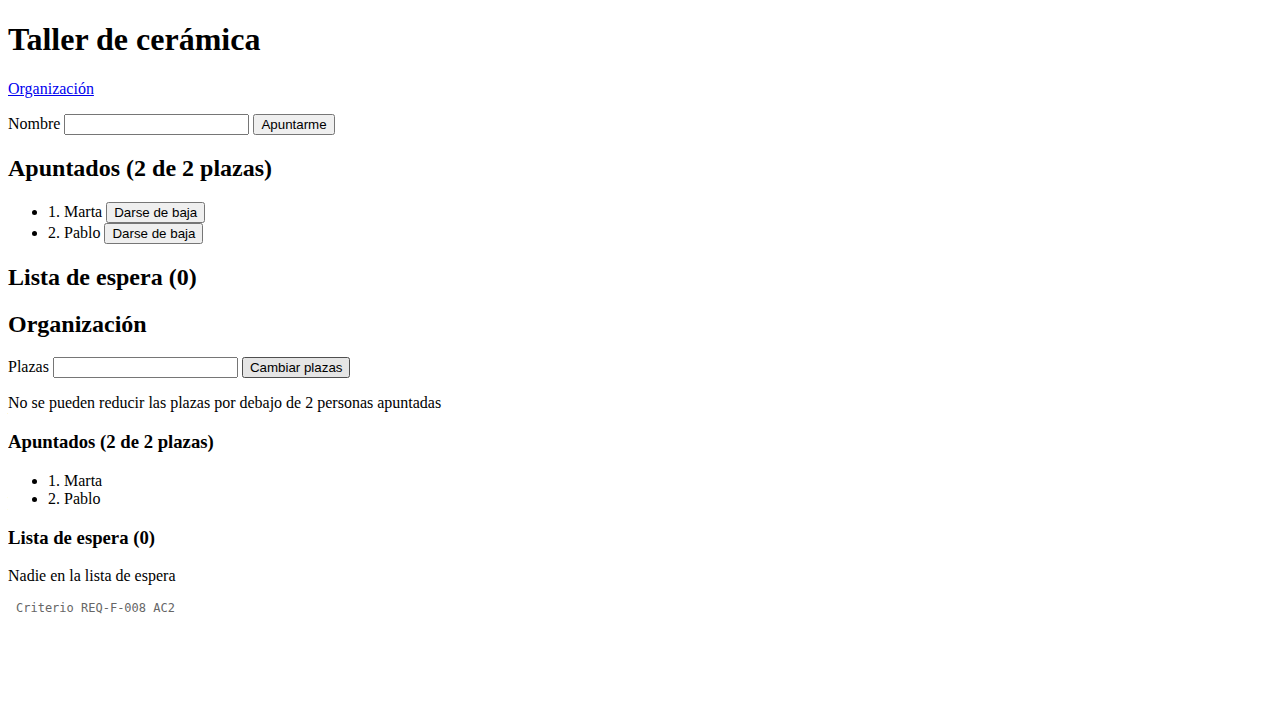 Taller de cerámica
Organización
Nombre Apuntarme
Apuntados (2 de 2 plazas)
1. Marta Darse de baja
2. Pablo Darse de baja
Lista de espera (0)
Organización
Plazas Cambiar plazas
No se pueden reducir las plazas por debajo de 2 personas apuntadas
Apuntados (2 de 2 plazas)
1. Marta
2. Pablo
Lista de espera (0)
Nadie en la lista de espera
Criterio REQ-F-008 AC2